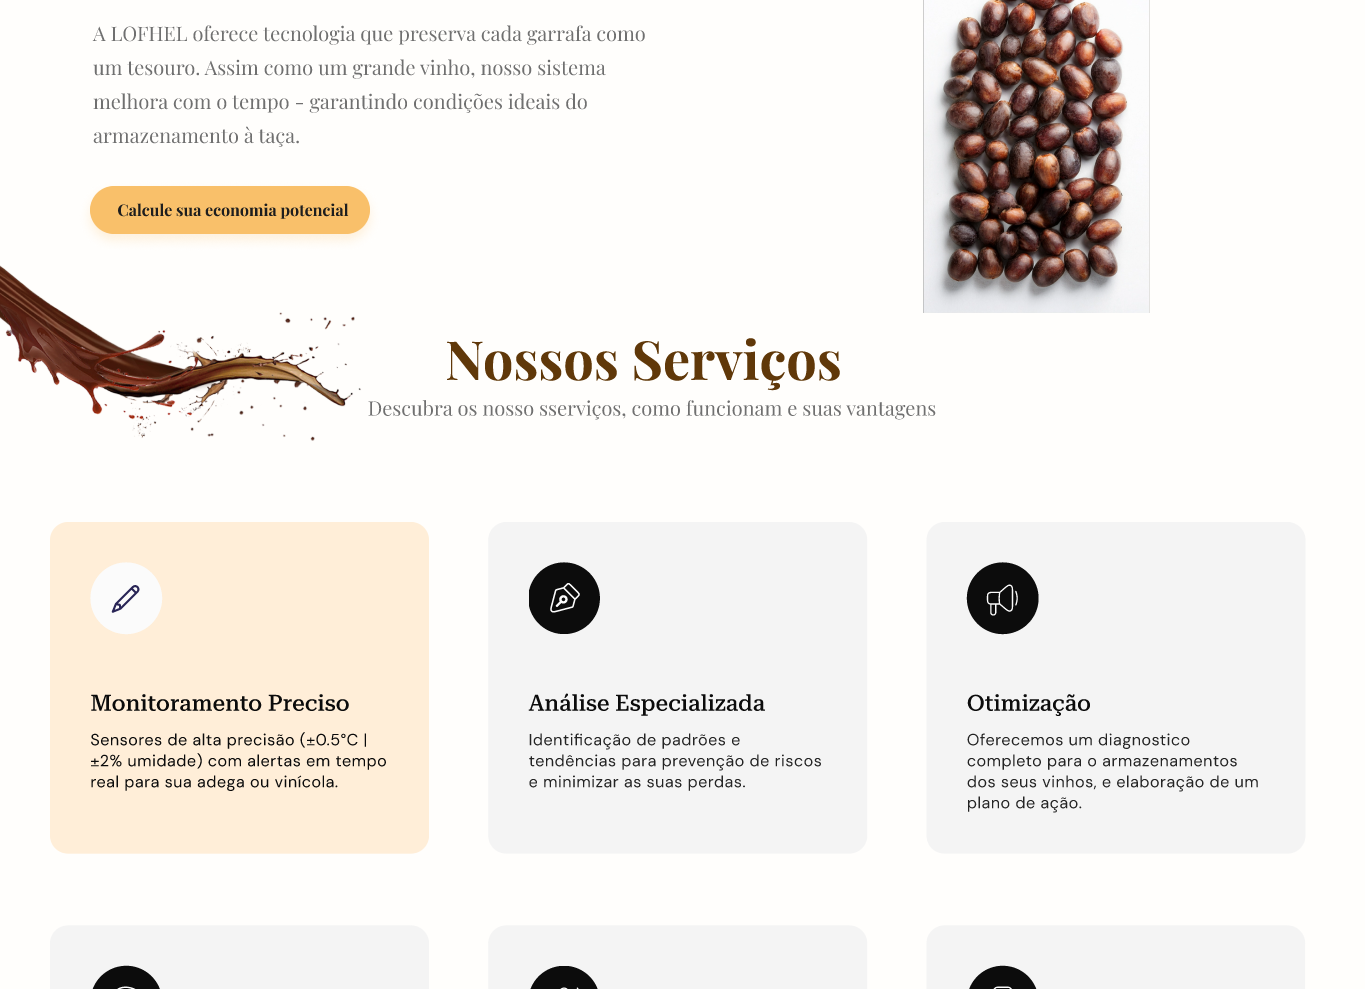 A LOFHEL oferece tecnologia que preserva cada garrafa como
um tesouro. Assim como um grande vinho, nosso sistema
melhora com o tempo - garantindo condições ideais do
armazenamento à taça.
Calcule sua economia potencial
Nossos Serviços
Descubra os nosso sserviços, como funcionam e suas vantagens
Monitoramento Preciso
Sensores de alta precisão (±0.5°C |
±2% umidade) com alertas em tempo
real para sua adega ou vinícola.
Análise Especializada
Identificação de padrões e
tendências para prevenção de riscos
e minimizar as suas perdas.
Otimização
Oferecemos um diagnostico
completo para o armazenamentos
dos seus vinhos, e elaboração de um
plano de ação.